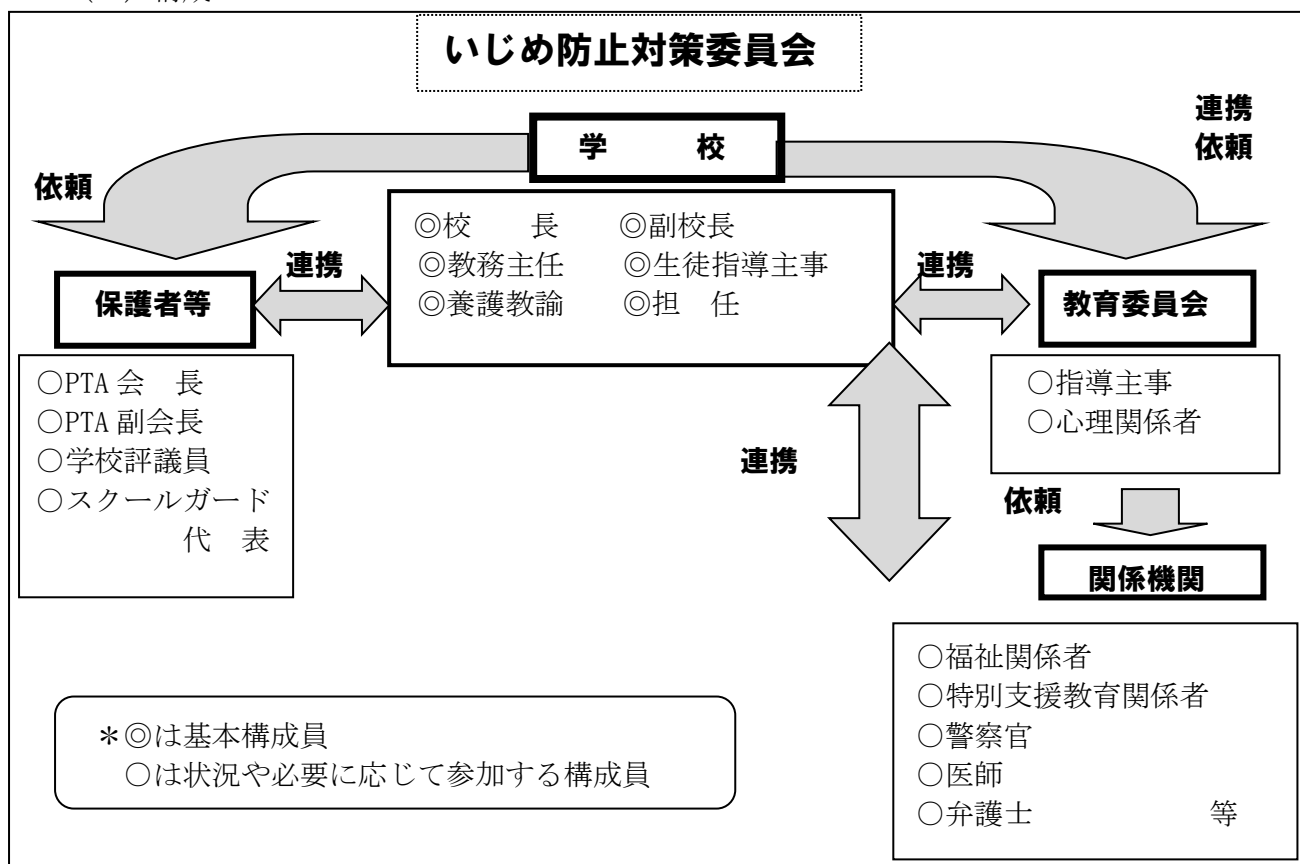 いじめ防止対策委員会
連携
依頼
学　　校
依頼
◎校　　長　　◎副校長
◎教務主任　　◎生徒指導主事
◎養護教諭　　◎担　任
連携
連携
保護者等
教育委員会
○PTA 会　長
○PTA 副会長
○学校評議員
○スクールガード
代　表
○指導主事
○心理関係者
連携
依頼
関係機関
○福祉関係者
○特別支援教育関係者
○警察官
○医師
○弁護士　　　　　等
＊◎は基本構成員
○は状況や必要に応じて参加する構成員